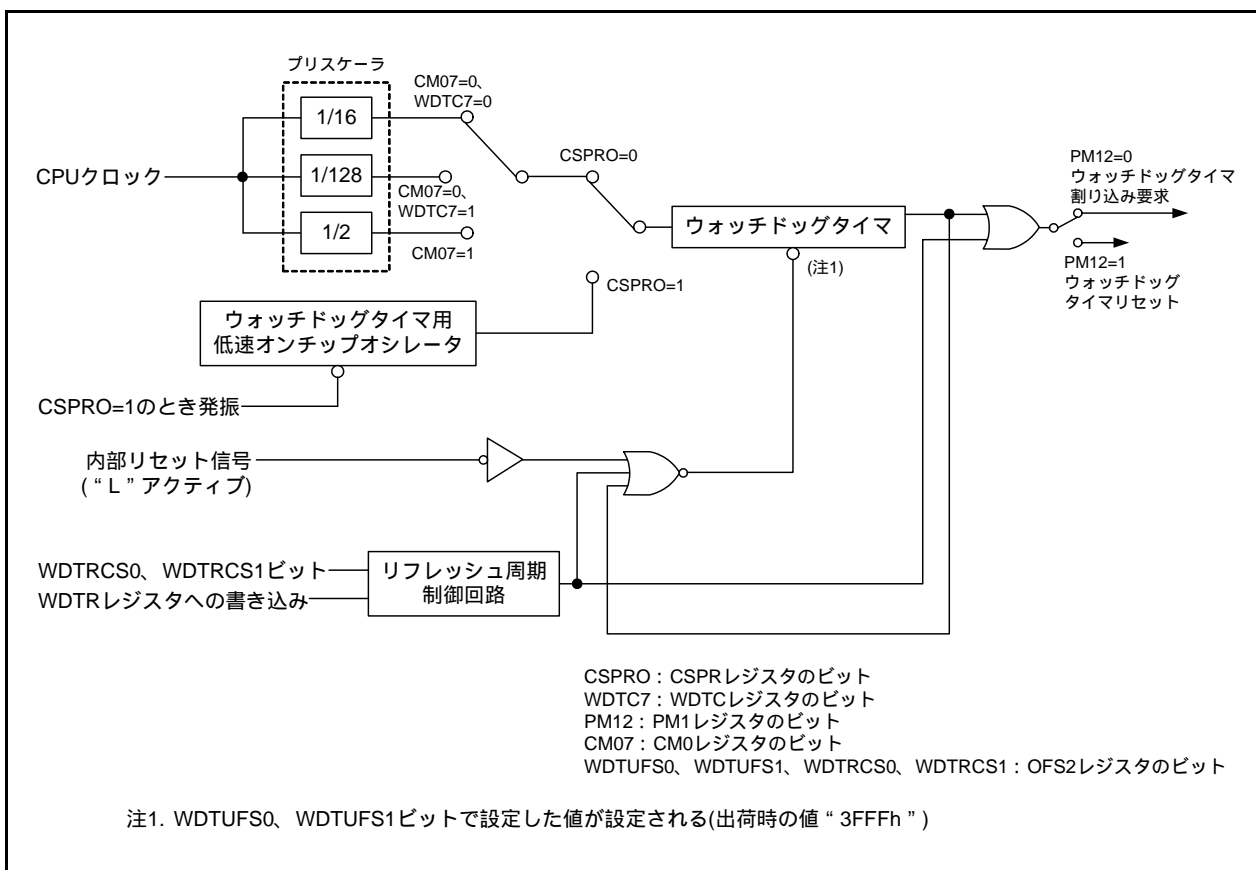 プリスケーラ
CM07=0、
WDTC7=0
1/16
CSPRO=0
PM12=0
ウォッチドッグタイマ
割り込み要求
CPUクロック
1/128
CM07=0、
WDTC7=1
1/2
CM07=1
ウォッチドッグタイマ
(注1)
PM12=1
ウォッチドッグ
タイマリセット
CSPRO=1
ウォッチドッグタイマ用
低速オンチップオシレータ
CSPRO=1のとき発振
内部リセット信号
( “ L ” アクティブ)
WDTRCS0、WDTRCS1ビット
WDTRレジスタへの書き込み
リフレッシュ周期
制御回路
CSPRO : CSPRレジスタのビット
WDTC7 : WDTCレジスタのビット
PM12 : PM1レジスタのビット
CM07 : CM0レジスタのビット
WDTUFS0、WDTUFS1、WDTRCS0、WDTRCS1 : OFS2レジスタのビット
注1. WDTUFS0、WDTUFS1ビットで設定した値が設定される(出荷時の値 “ 3FFFh ” )